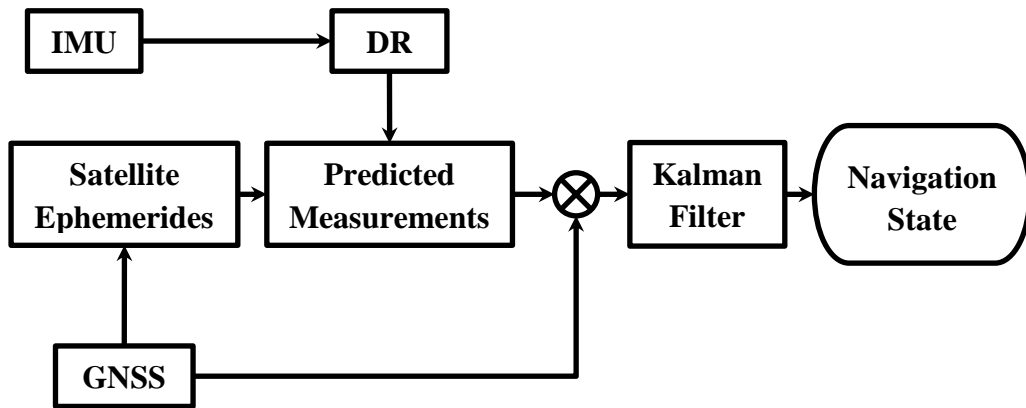 IMU
DR
Satellite
Ephemerides
Predicted
Measurements
Kalman
Filter
Navigation
State
GNSS